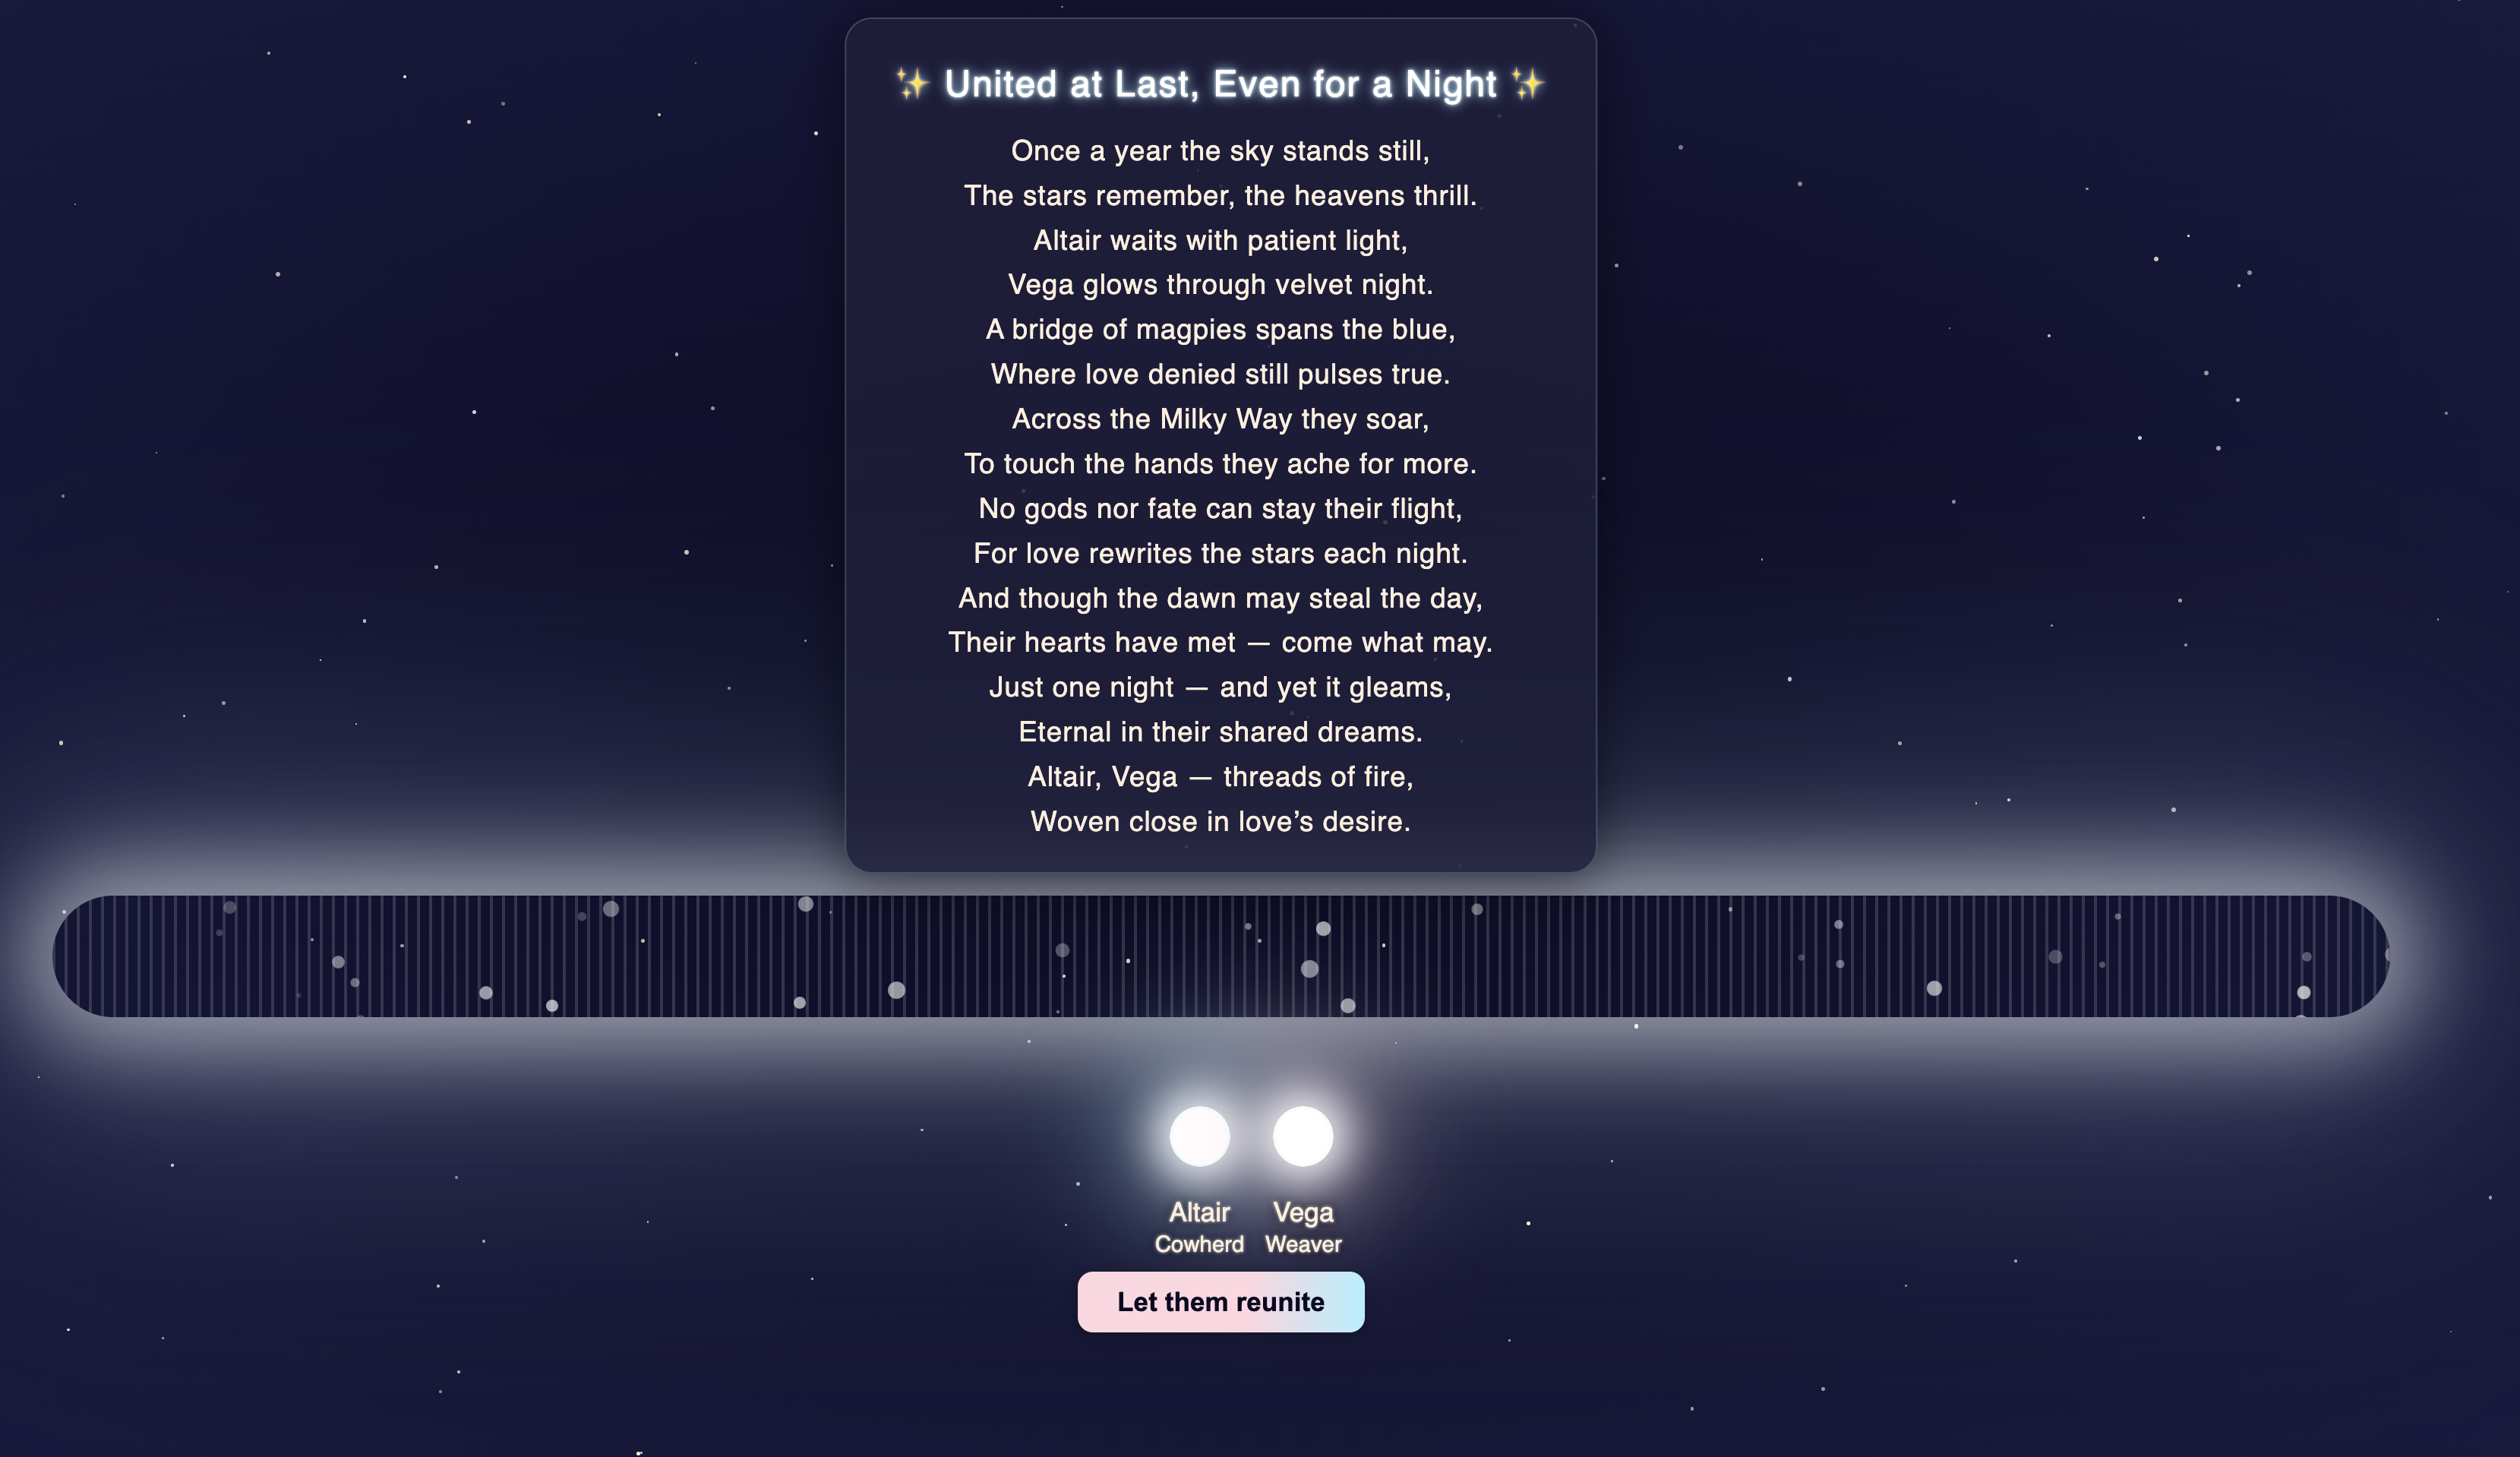 ✨ United at Last, Even for a Night ✨
Once a year the sky stands still,
The stars remember, the heavens thrill.
Altair waits with patient light,
Vega glows through velvet night.
A bridge of magpies spans the blue,
Where love denied still pulses true.
Across the Milky Way they soar,
To touch the hands they ache for more.
No gods nor fate can stay their flight,
For love rewrites the stars each night.
And though the dawn may steal the day,
Their hearts have met — come what may.
Just one night — and yet it gleams,
Eternal in their shared dreams.
Altair, Vega — threads of fire,
Woven close in love’s desire.
Altair
Cowherd
Vega
Weaver
Let them reunite